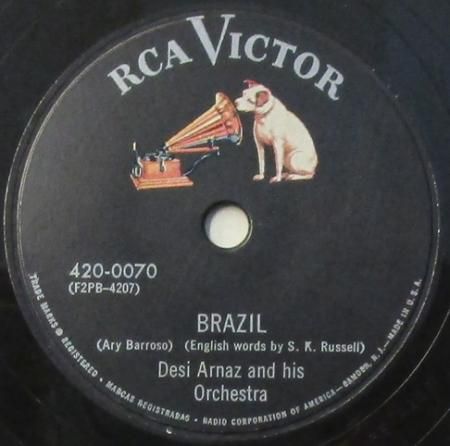 RCA VICTOR
420-0070
(F2PB-4207)
BRAZIL
(Ary Barroso) (English words by S. K. Russell)
Desi Arnaz and his
Orchestra
TRADE MARKS ® REGISTERED • MARCAS REGISTRADAS • RADIO CORPORATION OF AMERICA—CAMDEN, N. J.—MADE IN U.S.A.